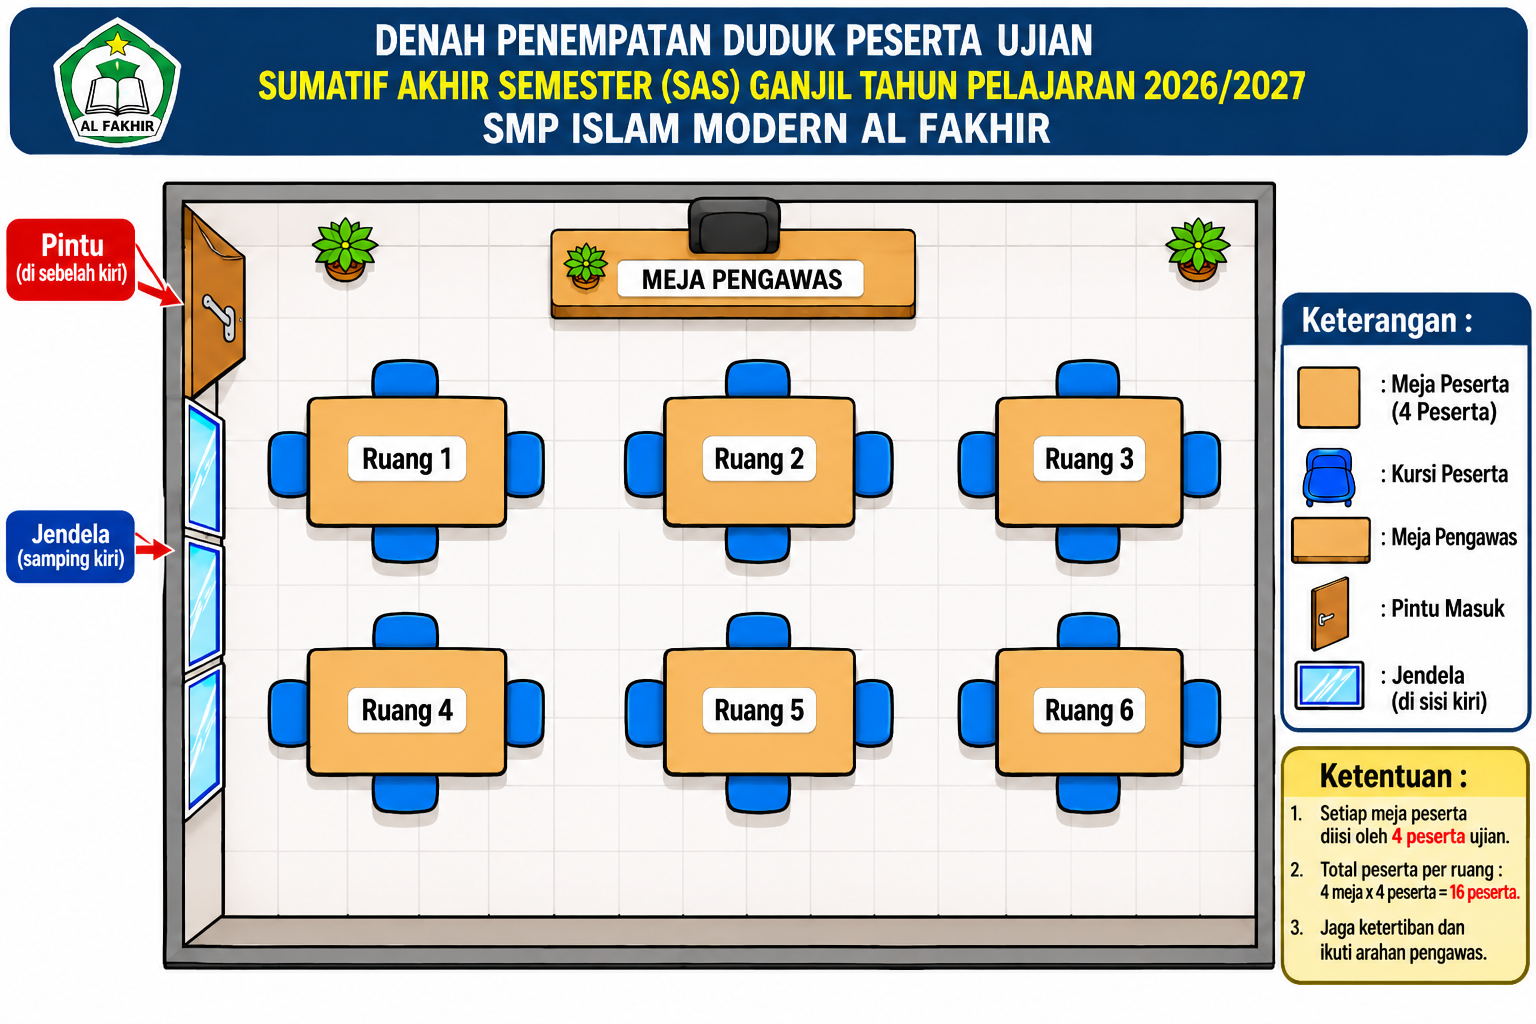 DENAH PENEMPATAN DUDUK PESERTA UJIAN
SUMATIF AKHIR SEMESTER (SAS) GANJIL TAHUN PELAJARAN 2026/2027
SMP ISLAM MODERN AL FAKHIR
AL FAKHIR
Pintu
(di sebelah kiri)
Jendela
(samping kiri)
MEJA PENGAWAS
Ruang 1
Ruang 2
Ruang 3
Ruang 4
Ruang 5
Ruang 6
Keterangan :
: Meja Peserta
(4 Peserta)
: Kursi Peserta
: Meja Pengawas
: Pintu Masuk
: Jendela
(di sisi kiri)
Ketentuan :
1. Setiap meja peserta
diisi oleh 4 peserta ujian.
2. Total peserta per ruang :
4 meja x 4 peserta = 16 peserta.
3. Jaga ketertiban dan
ikuti arahan pengawas.